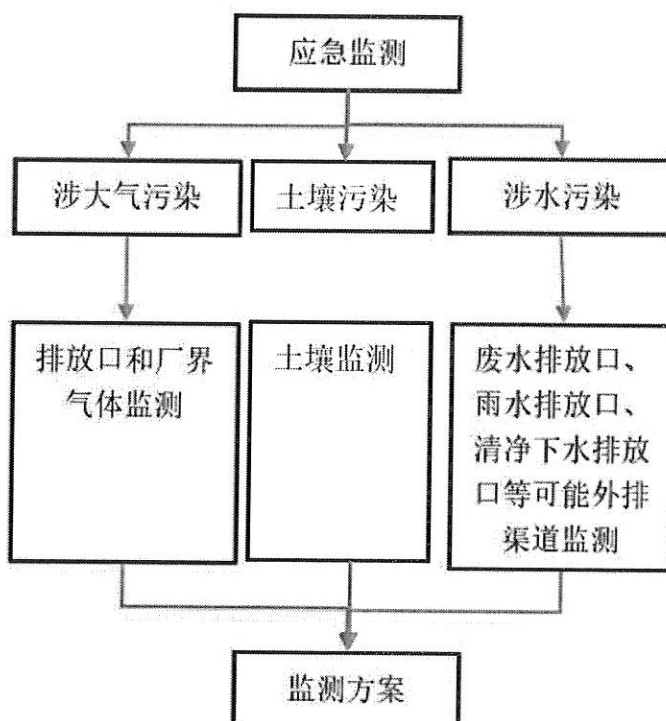 应急监测
涉大气污染
土壤污染
涉水污染
排放口和厂界
气体监测
土壤监测
废水排放口、
雨水排放口、
清净下水排放
口等可能外排
渠道监测
监测方案